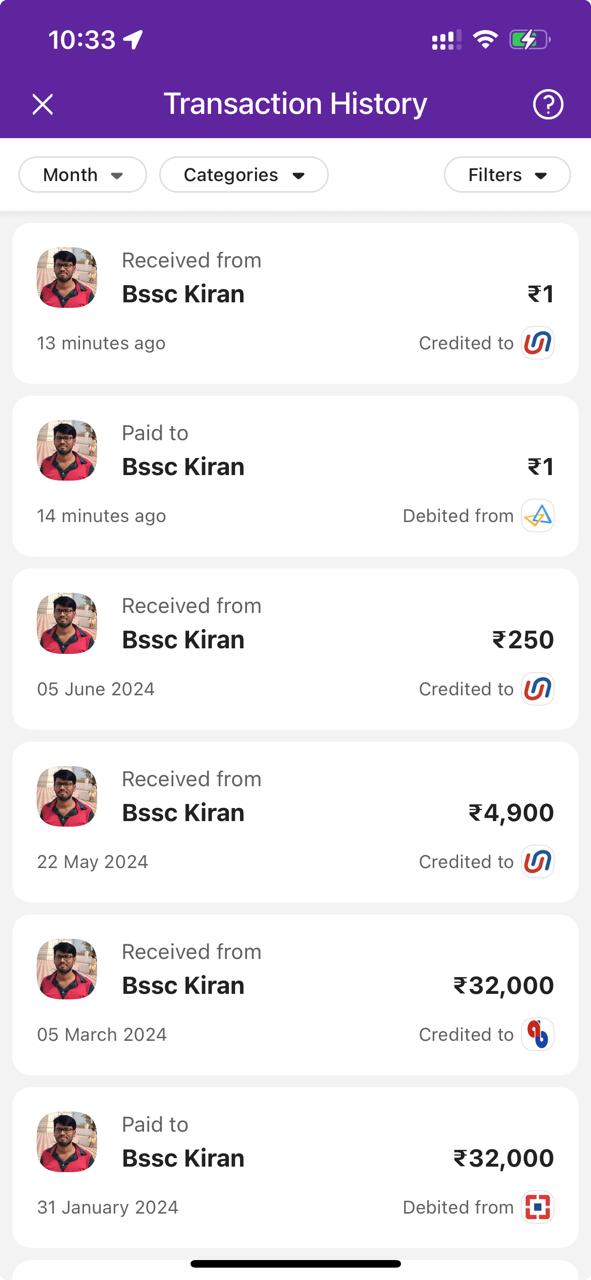 10:33
Transaction History
Month
Categories
Filters
Received from
Bssc Kiran
₹1
13 minutes ago
Credited to
Paid to
Bssc Kiran
₹1
14 minutes ago
Debited from
Received from
Bssc Kiran
₹250
05 June 2024
Credited to
Received from
Bssc Kiran
₹4,900
22 May 2024
Credited to
Received from
Bssc Kiran
₹32,000
05 March 2024
Credited to
Paid to
Bssc Kiran
₹32,000
31 January 2024
Debited from